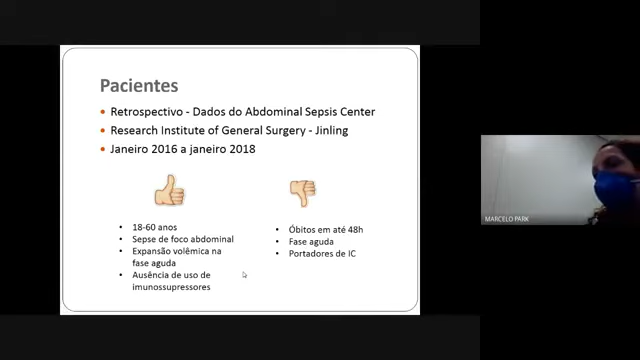 Pacientes
Retrospectivo - Dados do Abdominal Sepsis Center
Research Institute of General Surgery - Jinling
Janeiro 2016 a janeiro 2018
18-60 anos
Sepse de foco abdominal
Expansão volêmica na
fase aguda
Ausência de uso de
imunossupressores
Óbitos em até 48h
Fase aguda
Portadores de IC
MARCELO PARK